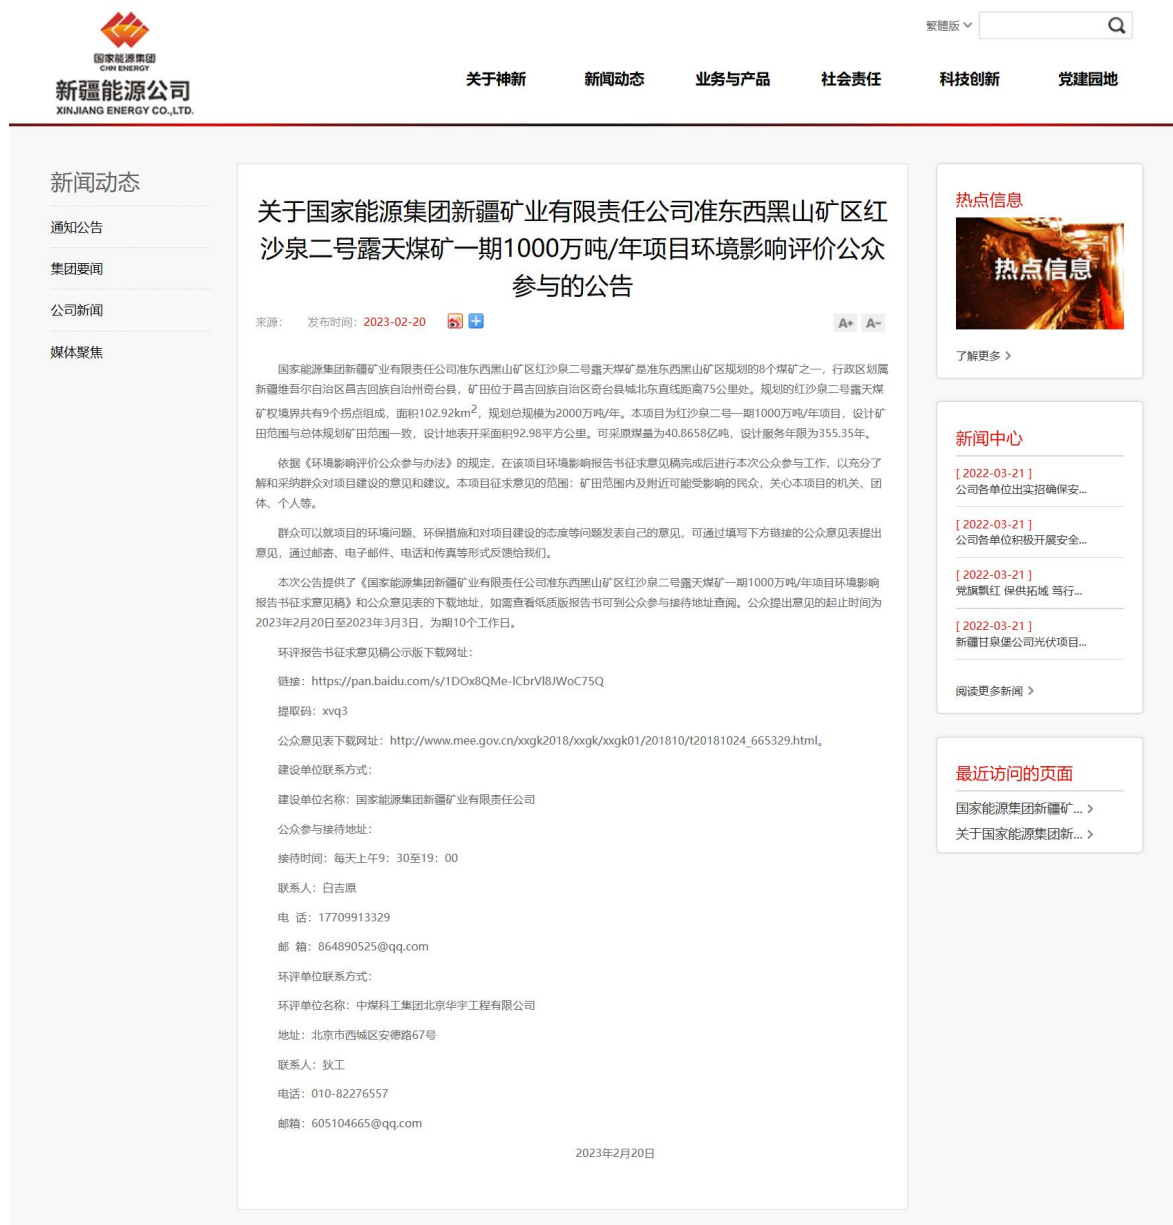 国家能源集团
CHN ENERGY
新疆能源公司
XINJIANG ENERGY CO.,LTD.
繁體版
关于神新 新闻动态 业务与产品 社会责任 科技创新 党建园地
新闻动态
通知公告
集团要闻
公司新闻
媒体聚焦
关于国家能源集团新疆矿业有限责任公司准东西黑山矿区红
沙泉二号露天煤矿一期1000万吨/年项目环境影响评价公众
参与的公告
来源： 发布时间：2023-02-20
A+ A-
国家能源集团新疆矿业有限责任公司准东西黑山矿区红沙泉二号露天煤矿是准东西黑山矿区规划的8个煤矿之一，行政区划属
新疆维吾尔自治区昌吉回族自治州奇台县，矿田位于昌吉回族自治区奇台县城北东直线距离75公里处。规划的红沙泉二号露天煤
矿权境界共有9个拐点组成，面积102.92km²，规划总规模为2000万吨/年。本项目为红沙泉二号一期1000万吨/年项目，设计矿
田范围与总体规划矿田范围一致，设计地表开采面积92.98平方公里。可采原煤量为40.8658亿吨，设计服务年限为355.35年。
依据《环境影响评价公众参与办法》的规定，在该项目环境影响报告书征求意见稿完成后进行本次公众参与工作，以充分了
解和采纳群众对项目建设的意见和建议。本项目征求意见的范围：矿田范围内及附近可能受影响的民众，关心本项目的机关、团
体、个人等。
群众可以就项目的环境问题、环保措施和对项目建设的态度等问题发表自己的意见，可通过填写下方链接的公众意见表提出
意见，通过邮寄、电子邮件、电话和传真等形式反馈给我们。
本次公告提供了《国家能源集团新疆矿业有限责任公司准东西黑山矿区红沙泉二号露天煤矿一期1000万吨/年项目环境影响
报告书征求意见稿》和公众意见表的下载地址，如需查看纸质版报告书可到公众参与接待地址查阅。公众提出意见的起止时间为
2023年2月20日至2023年3月3日，为期10个工作日。
环评报告书征求意见稿公示版下载网址：
链接：https://pan.baidu.com/s/1DOx8QMe-lCbrVl8JWoC75Q
提取码：xvq3
公众意见表下载网址：http://www.mee.gov.cn/xxgk2018/xxgk/xxgk01/201810/t20181024_665329.html。
建设单位联系方式：
建设单位名称：国家能源集团新疆矿业有限责任公司
公众参与接待地址：
接待时间：每天上午9：30至19：00
联系人：白吉原
电 话：17709913329
邮 箱：864890525@qq.com
环评单位联系方式：
环评单位名称：中煤科工集团北京华宇工程有限公司
地址：北京市西城区安德路67号
联系人：狄工
电话：010-82276557
邮箱：605104665@qq.com
2023年2月20日
热点信息
热点信息
了解更多
新闻中心
[ 2022-03-21 ]
公司各单位出实招确保安...
[ 2022-03-21 ]
公司各单位积极开展安全...
[ 2022-03-21 ]
党旗飘红 保供拓域 笃行...
[ 2022-03-21 ]
新疆甘泉堡公司光伏项目...
阅读更多新闻
最近访问的页面
国家能源集团新疆矿...
关于国家能源集团新...